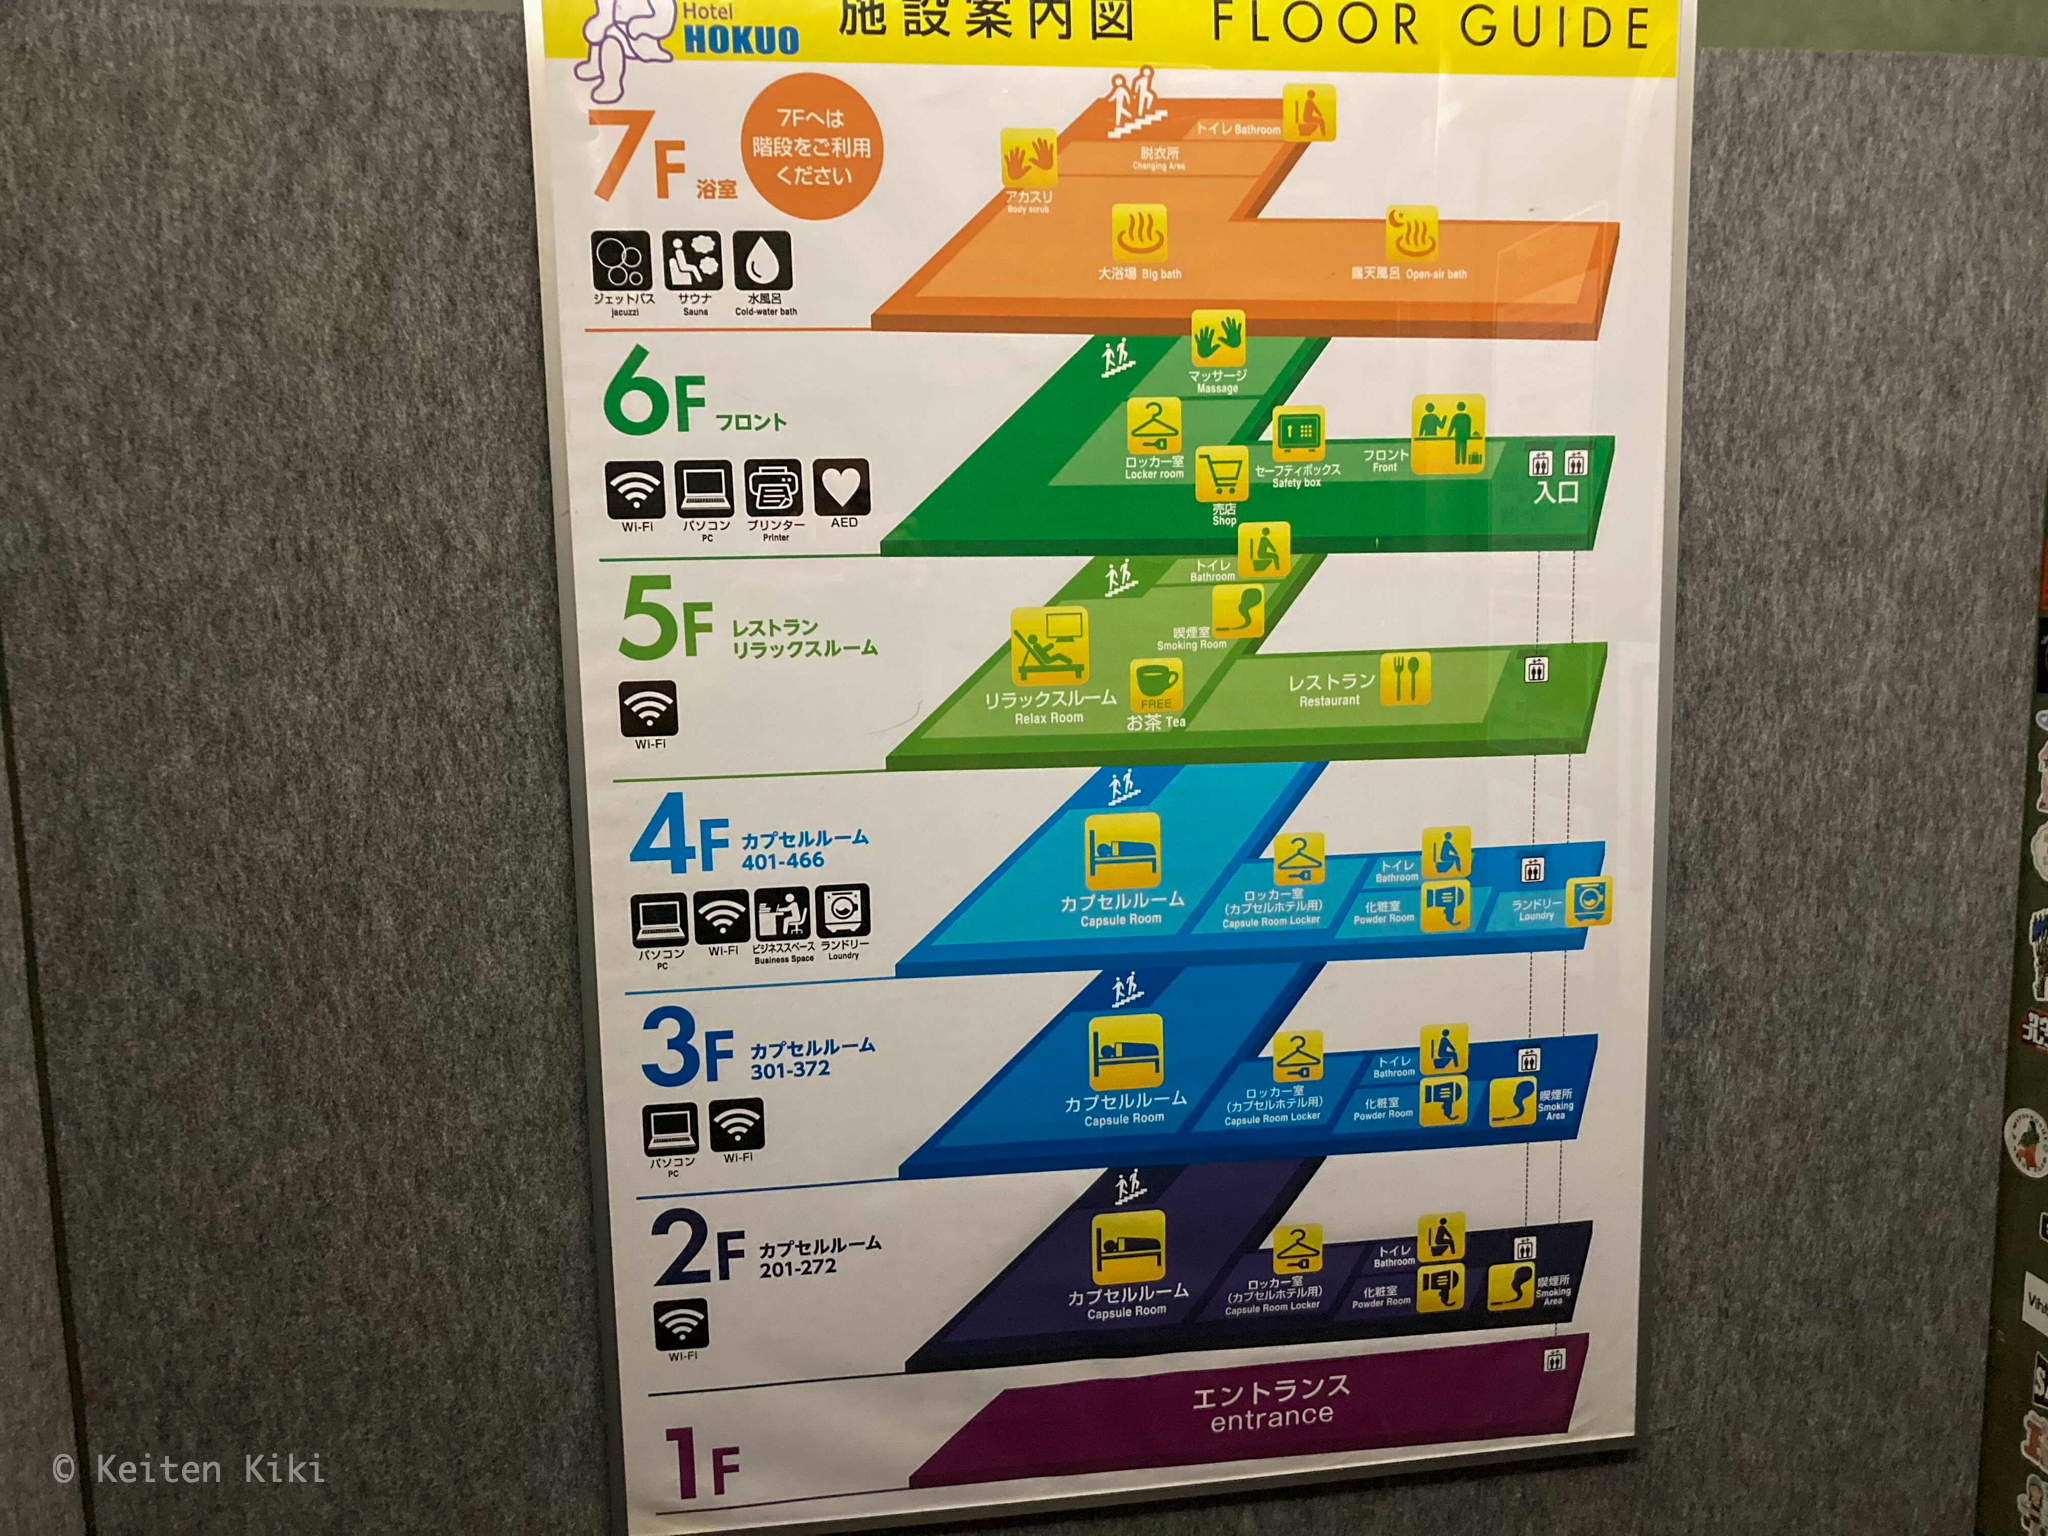 Hotel
HOKUO
施設案内図 FLOOR GUIDE
7F 浴室
7Fへは
階段をご利用
ください
ジェットバス
jacuzzi
サウナ
Sauna
水風呂
Cold-water bath
トイレ Bathroom
脱衣所
Changing Area
アカスリ
Body scrub
大浴場 Big bath
露天風呂 Open-air bath
6F フロント
Wi-Fi
パソコン
PC
プリンター
Printer
AED
マッサージ
Massage
ロッカー室
Locker room
売店
Shop
セーフティボックス
Safety box
フロント
Front
入口
5F レストラン
リラックスルーム
Wi-Fi
トイレ
Bathroom
喫煙室
Smoking Room
リラックスルーム
Relax Room
FREE
お茶 Tea
レストラン
Restaurant
4F カプセルルーム
401-466
パソコン
PC
Wi-Fi
ビジネススペース
Business Space
ランドリー
Loundry
カプセルルーム
Capsule Room
ロッカー室
(カプセルホテル用)
Capsule Room Locker
トイレ
Bathroom
化粧室
Powder Room
ランドリー
Loundry
3F カプセルルーム
301-372
パソコン
PC
Wi-Fi
カプセルルーム
Capsule Room
ロッカー室
(カプセルホテル用)
Capsule Room Locker
トイレ
Bathroom
化粧室
Powder Room
喫煙所
Smoking
Area
2F カプセルルーム
201-272
Wi-Fi
カプセルルーム
Capsule Room
ロッカー室
(カプセルホテル用)
Capsule Room Locker
トイレ
Bathroom
化粧室
Powder Room
喫煙所
Smoking
Area
1F
エントランス
entrance
© Keiten Kiki